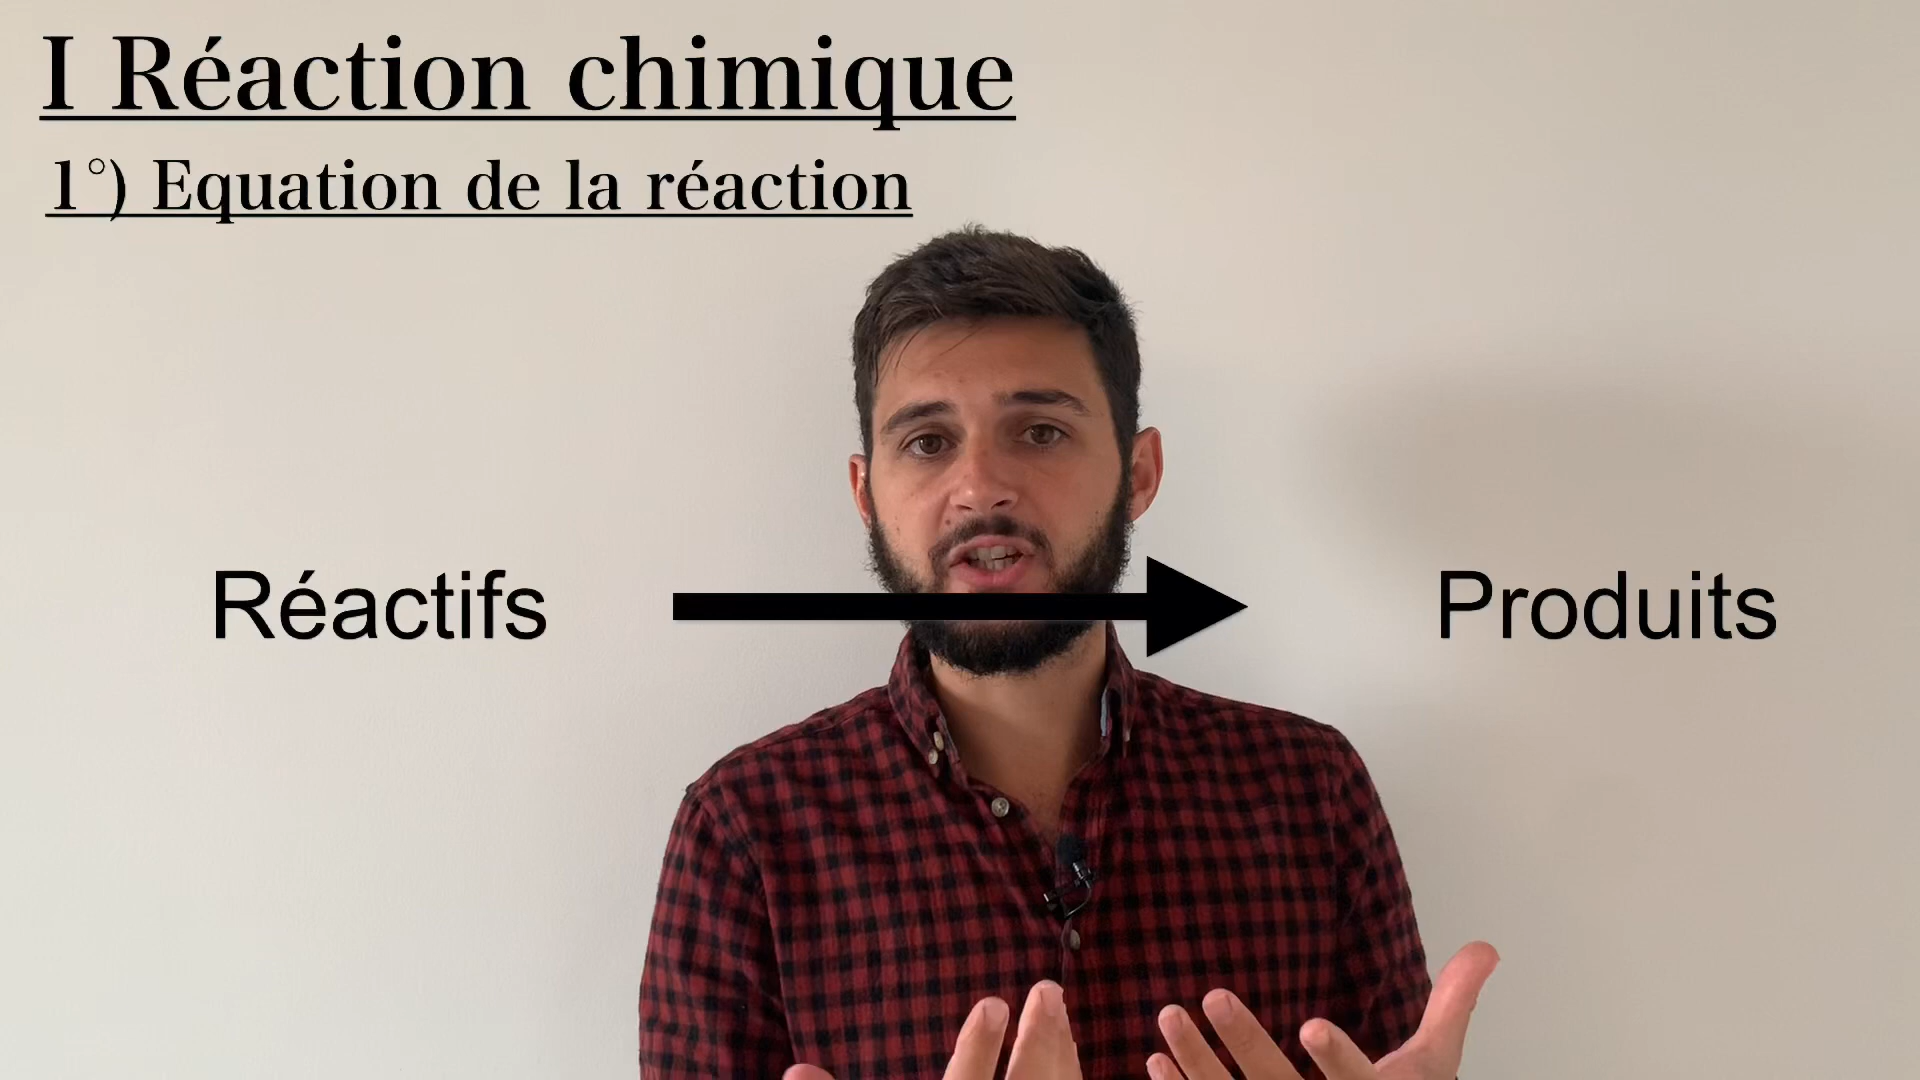 I Réaction chimique
1°) Equation de la réaction
Réactifs
Produits